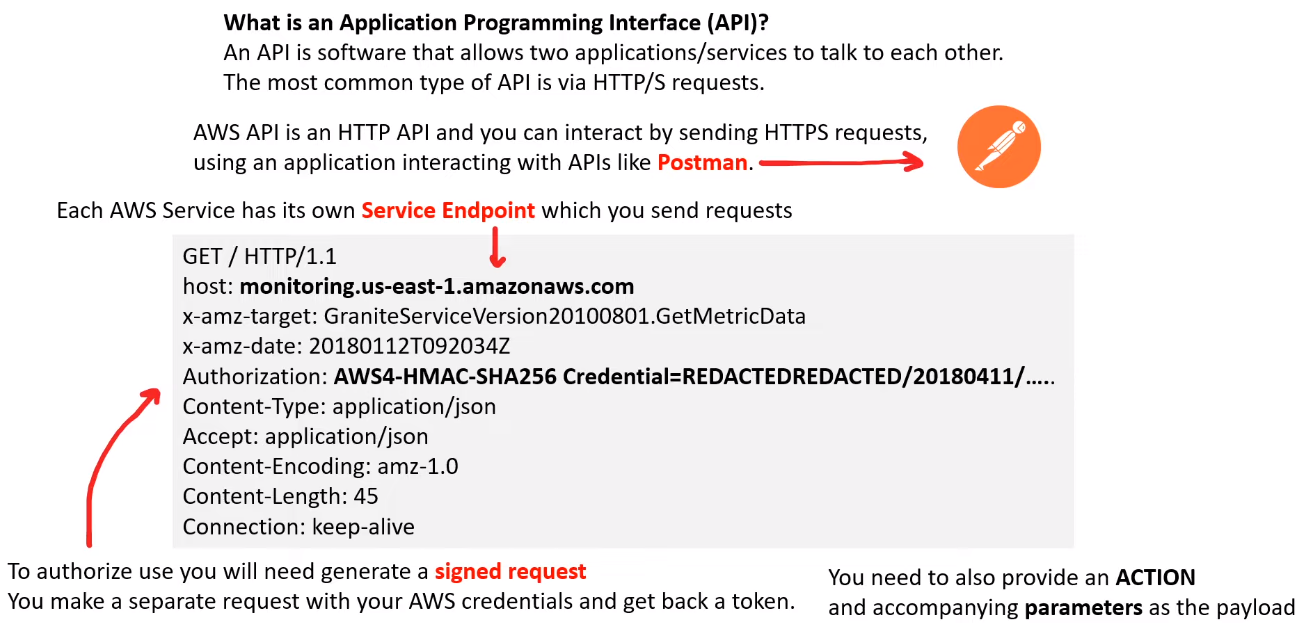 What is an Application Programming Interface (API)?
An API is software that allows two applications/services to talk to each other.
The most common type of API is via HTTP/S requests.
AWS API is an HTTP API and you can interact by sending HTTPS requests,
using an application interacting with APIs like Postman.
Each AWS Service has its own Service Endpoint which you send requests
GET / HTTP/1.1
host: monitoring.us-east-1.amazonaws.com
x-amz-target: GraniteServiceVersion20100801.GetMetricData
x-amz-date: 20180112T092034Z
Authorization: AWS4-HMAC-SHA256 Credential=REDACTEDREDACTED/20180411/…..
Content-Type: application/json
Accept: application/json
Content-Encoding: amz-1.0
Content-Length: 45
Connection: keep-alive
To authorize use you will need generate a signed request
You make a separate request with your AWS credentials and get back a token.
You need to also provide an ACTION
and accompanying parameters as the payload